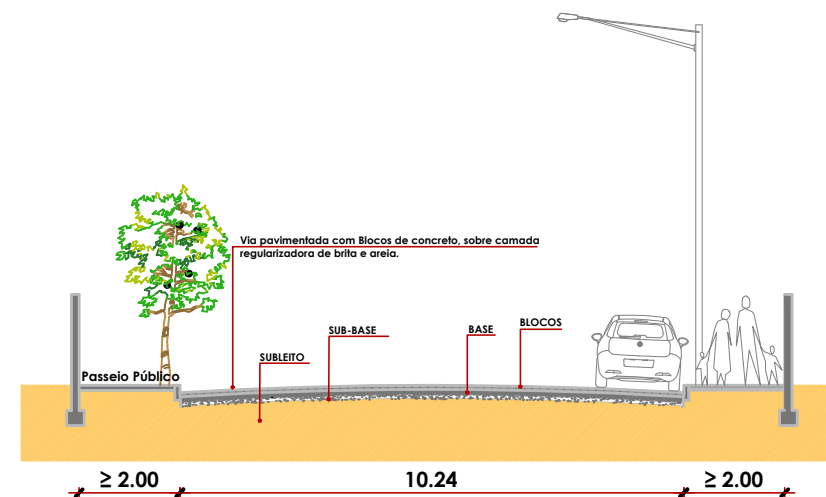 Via pavimentada com Blocos de concreto, sobre camada
regularizadora de brita e areia.
BLOCOS
SUB-BASE
BASE
SUBLEITO
Passeio Público
≥ 2.00
10.24
≥ 2.00